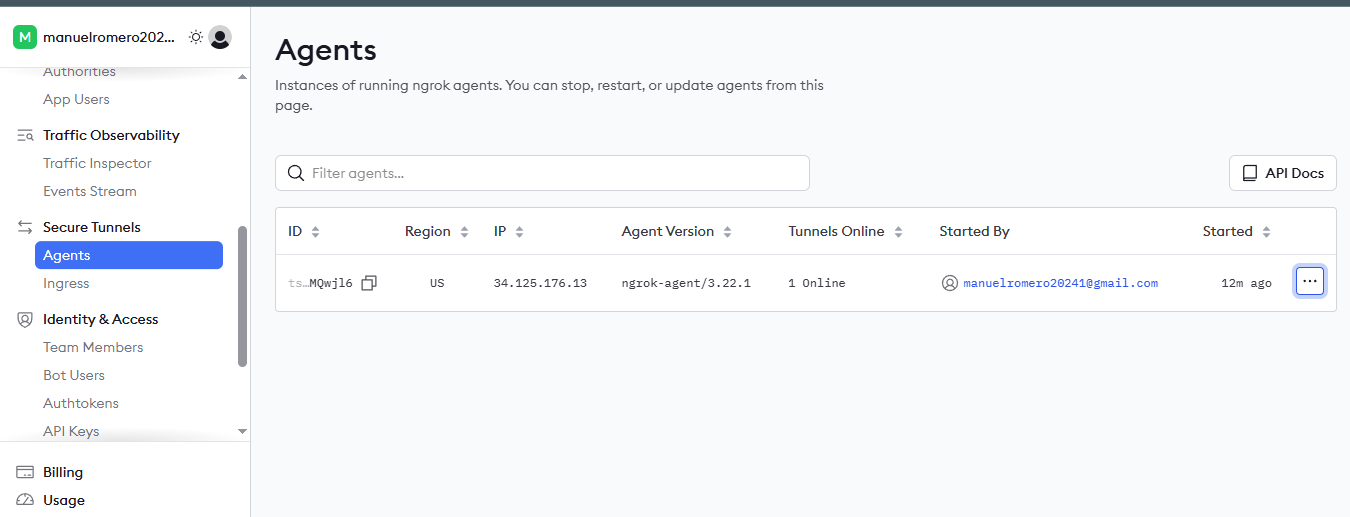 M manuelromero202...
Authorities
App Users
Traffic Observability
Traffic Inspector
Events Stream
Secure Tunnels
Agents
Ingress
Identity & Access
Team Members
Bot Users
Authtokens
API Keys
Billing
Usage
Agents
Instances of running ngrok agents. You can stop, restart, or update agents from this
page.
Filter agents...
API Docs
ID Region IP Agent Version Tunnels Online Started By Started
ts…MQwjl6 US 34.125.176.13 ngrok-agent/3.22.1 1 Online manuelromero20241@gmail.com 12m ago